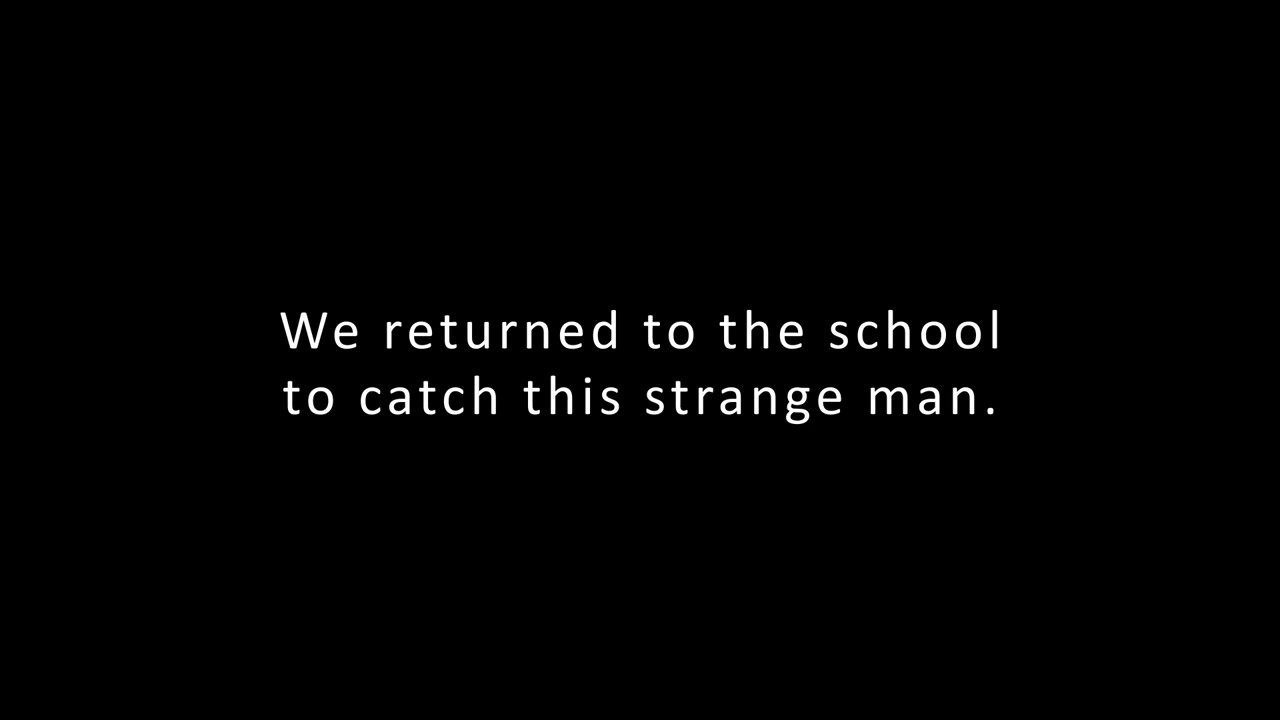 We returned to the school
to catch this strange man.